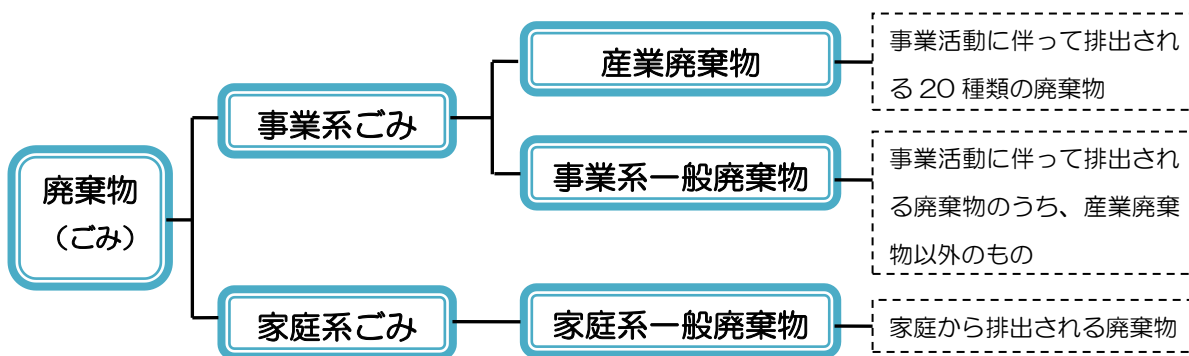 廃棄物
（ごみ）
事業系ごみ
産業廃棄物
事業活動に伴って排出され
る 20 種類の廃棄物
事業系一般廃棄物
事業活動に伴って排出され
る廃棄物のうち、産業廃棄
物以外のもの
家庭系ごみ
家庭系一般廃棄物
家庭から排出される廃棄物